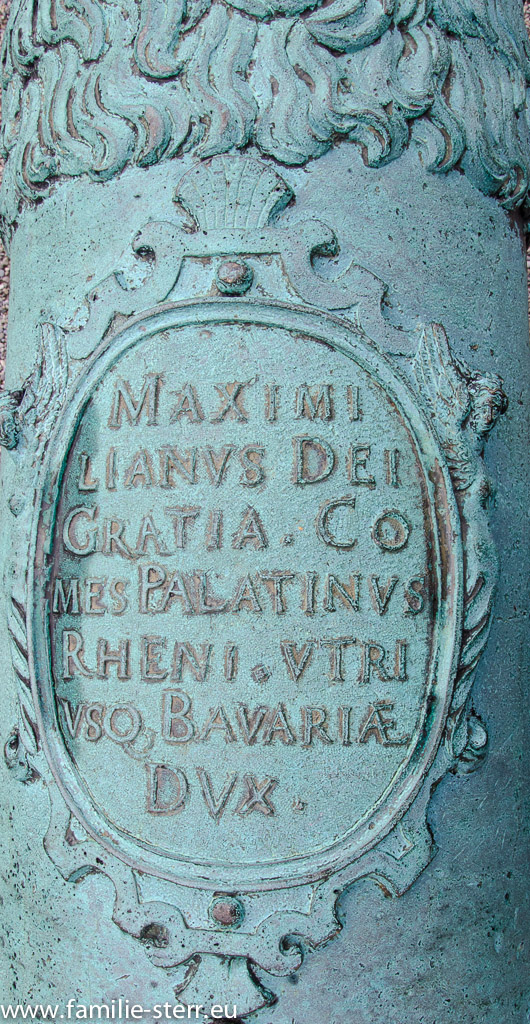 MAXIMI
LIANVS DEI
GRATIA. CO
MES PALATINVS
RHENI. VTRI
VSQ, BAVARIÆ
DVX.
www.familie-sterr.eu